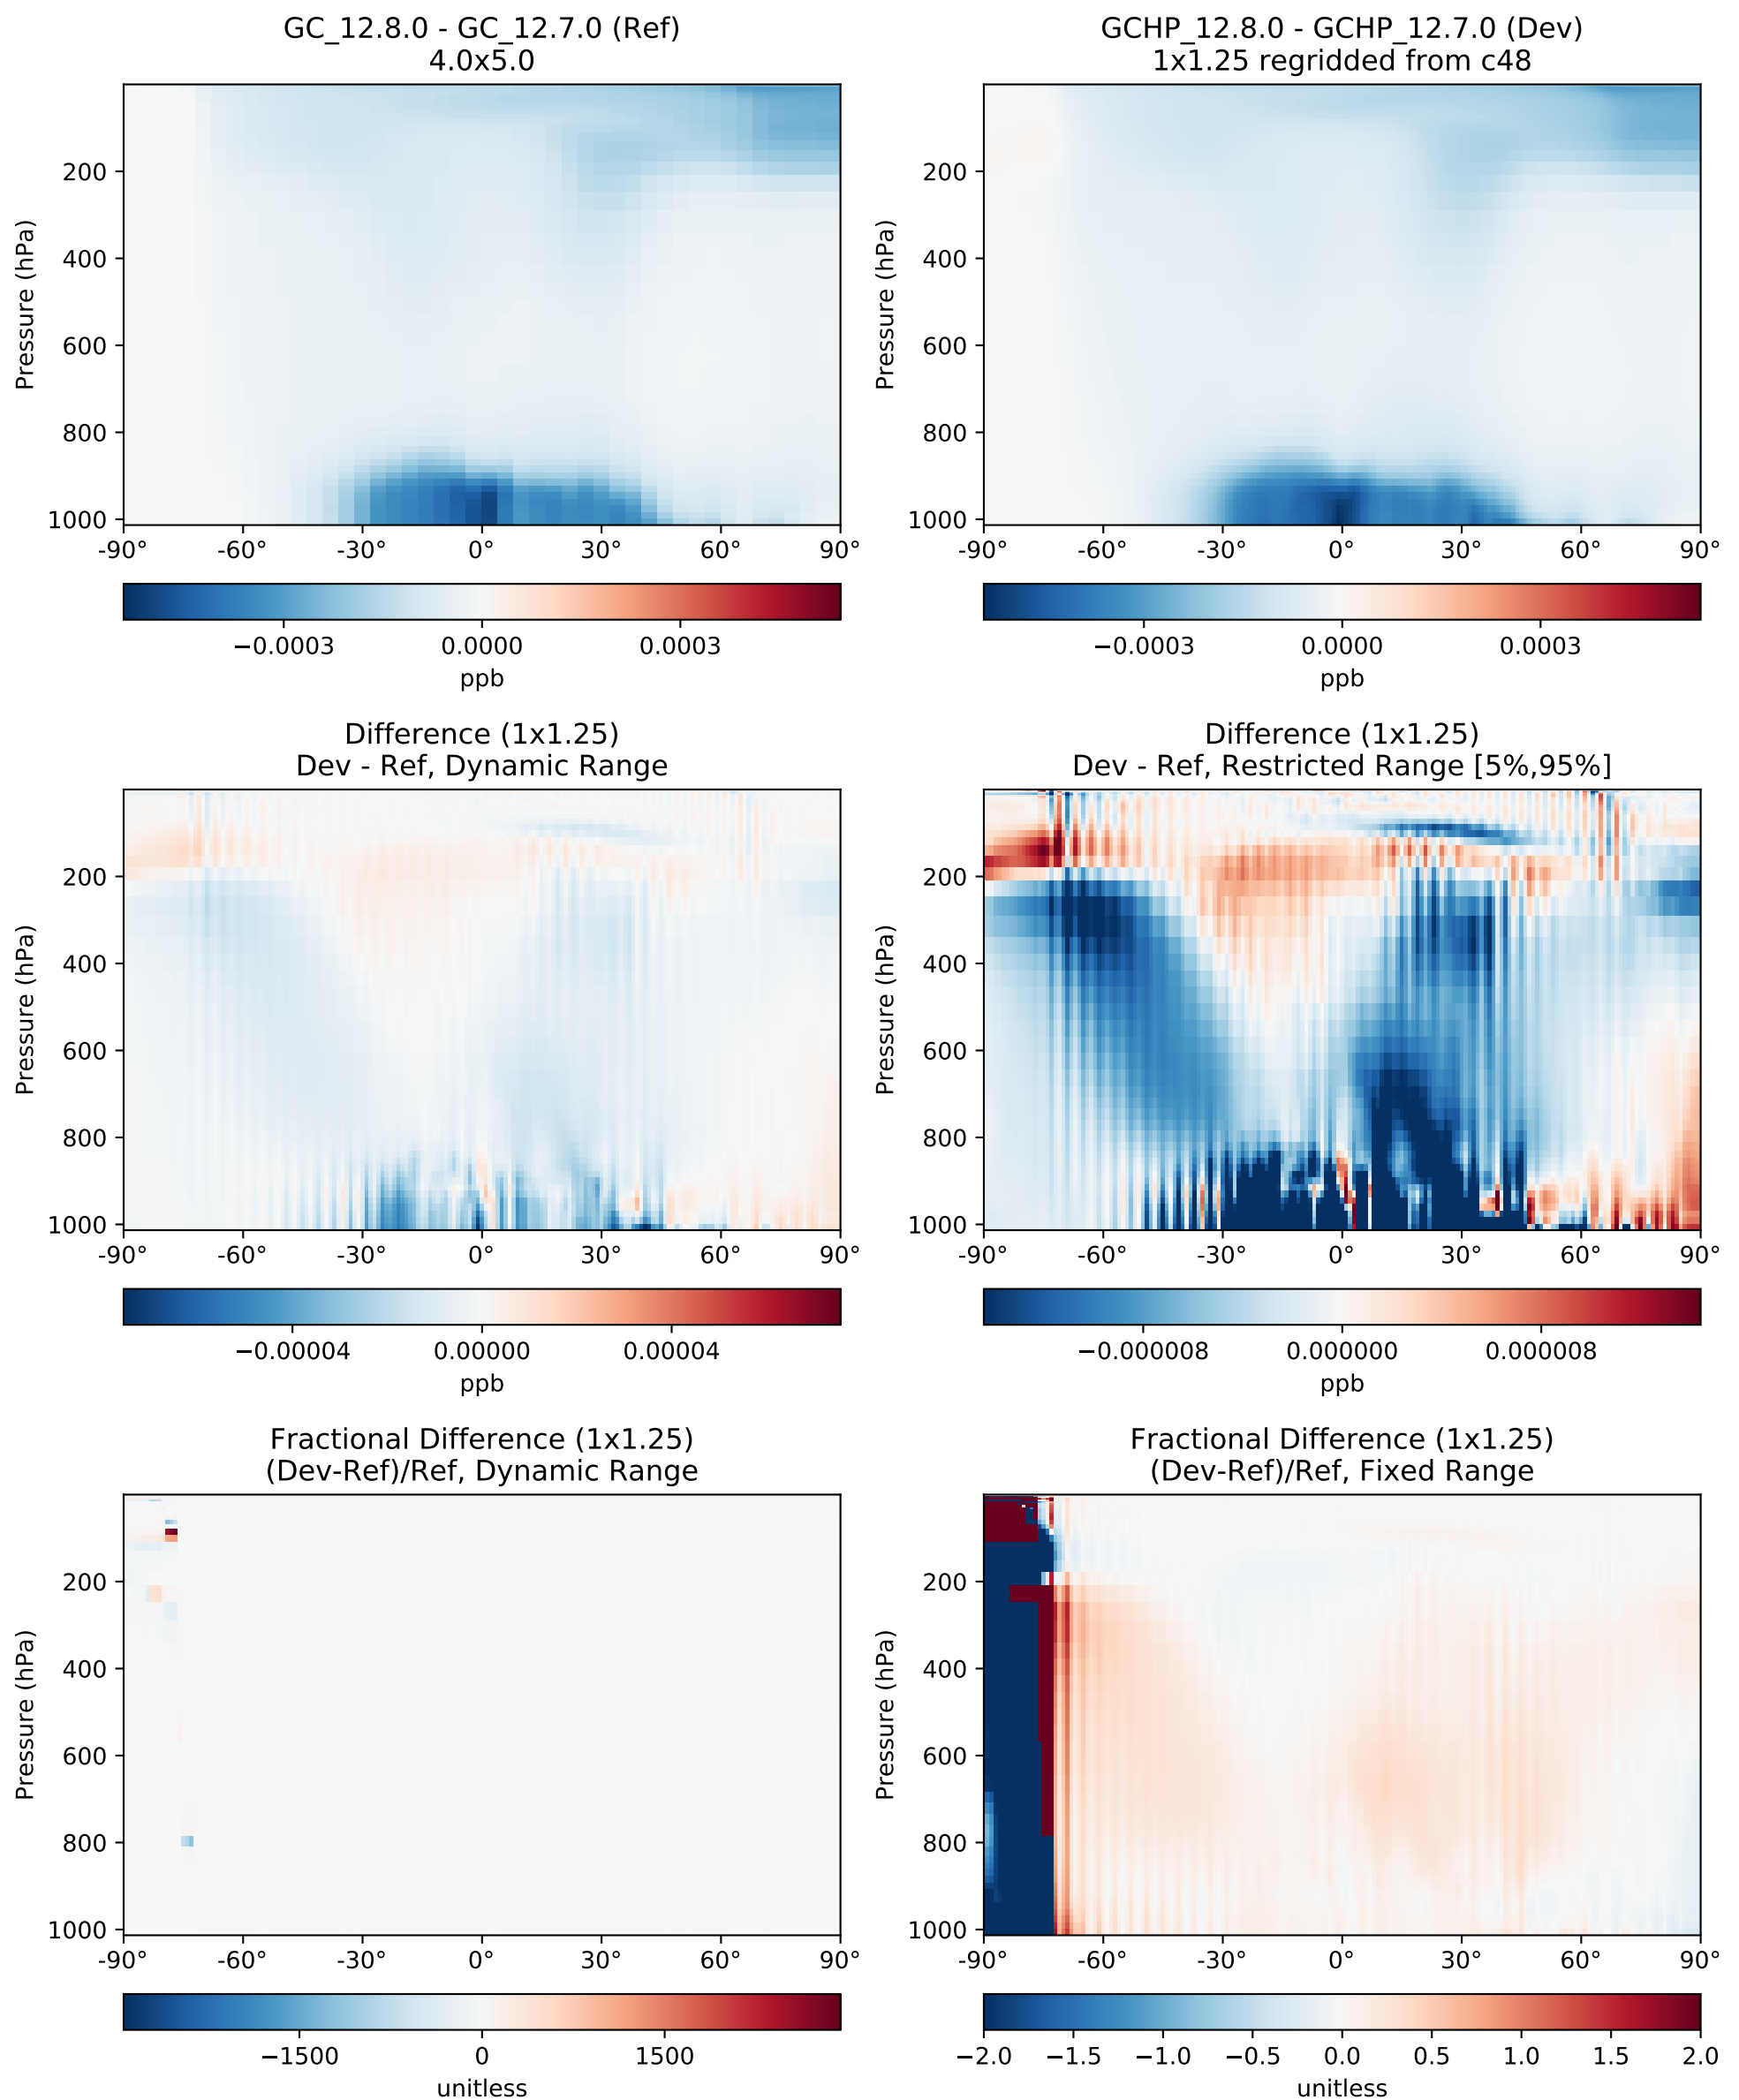 GC_12.8.0 - GC_12.7.0 (Ref)
4.0x5.0
Pressure (hPa)
200
400
600
800
1000
-90° -60° -30° 0° 30° 60° 90°
−0.0003 0.0000 0.0003
ppb
GCHP_12.8.0 - GCHP_12.7.0 (Dev)
1x1.25 regridded from c48
Pressure (hPa)
200
400
600
800
1000
-90° -60° -30° 0° 30° 60° 90°
−0.0003 0.0000 0.0003
ppb
Difference (1x1.25)
Dev - Ref, Dynamic Range
Pressure (hPa)
200
400
600
800
1000
-90° -60° -30° 0° 30° 60° 90°
−0.00004 0.00000 0.00004
ppb
Difference (1x1.25)
Dev - Ref, Restricted Range [5%,95%]
Pressure (hPa)
200
400
600
800
1000
-90° -60° -30° 0° 30° 60° 90°
−0.000008 0.000000 0.000008
ppb
Fractional Difference (1x1.25)
(Dev-Ref)/Ref, Dynamic Range
Pressure (hPa)
200
400
600
800
1000
-90° -60° -30° 0° 30° 60° 90°
−1500 0 1500
unitless
Fractional Difference (1x1.25)
(Dev-Ref)/Ref, Fixed Range
Pressure (hPa)
200
400
600
800
1000
-90° -60° -30° 0° 30° 60° 90°
−2.0 −1.5 −1.0 −0.5 0.0 0.5 1.0 1.5 2.0
unitless